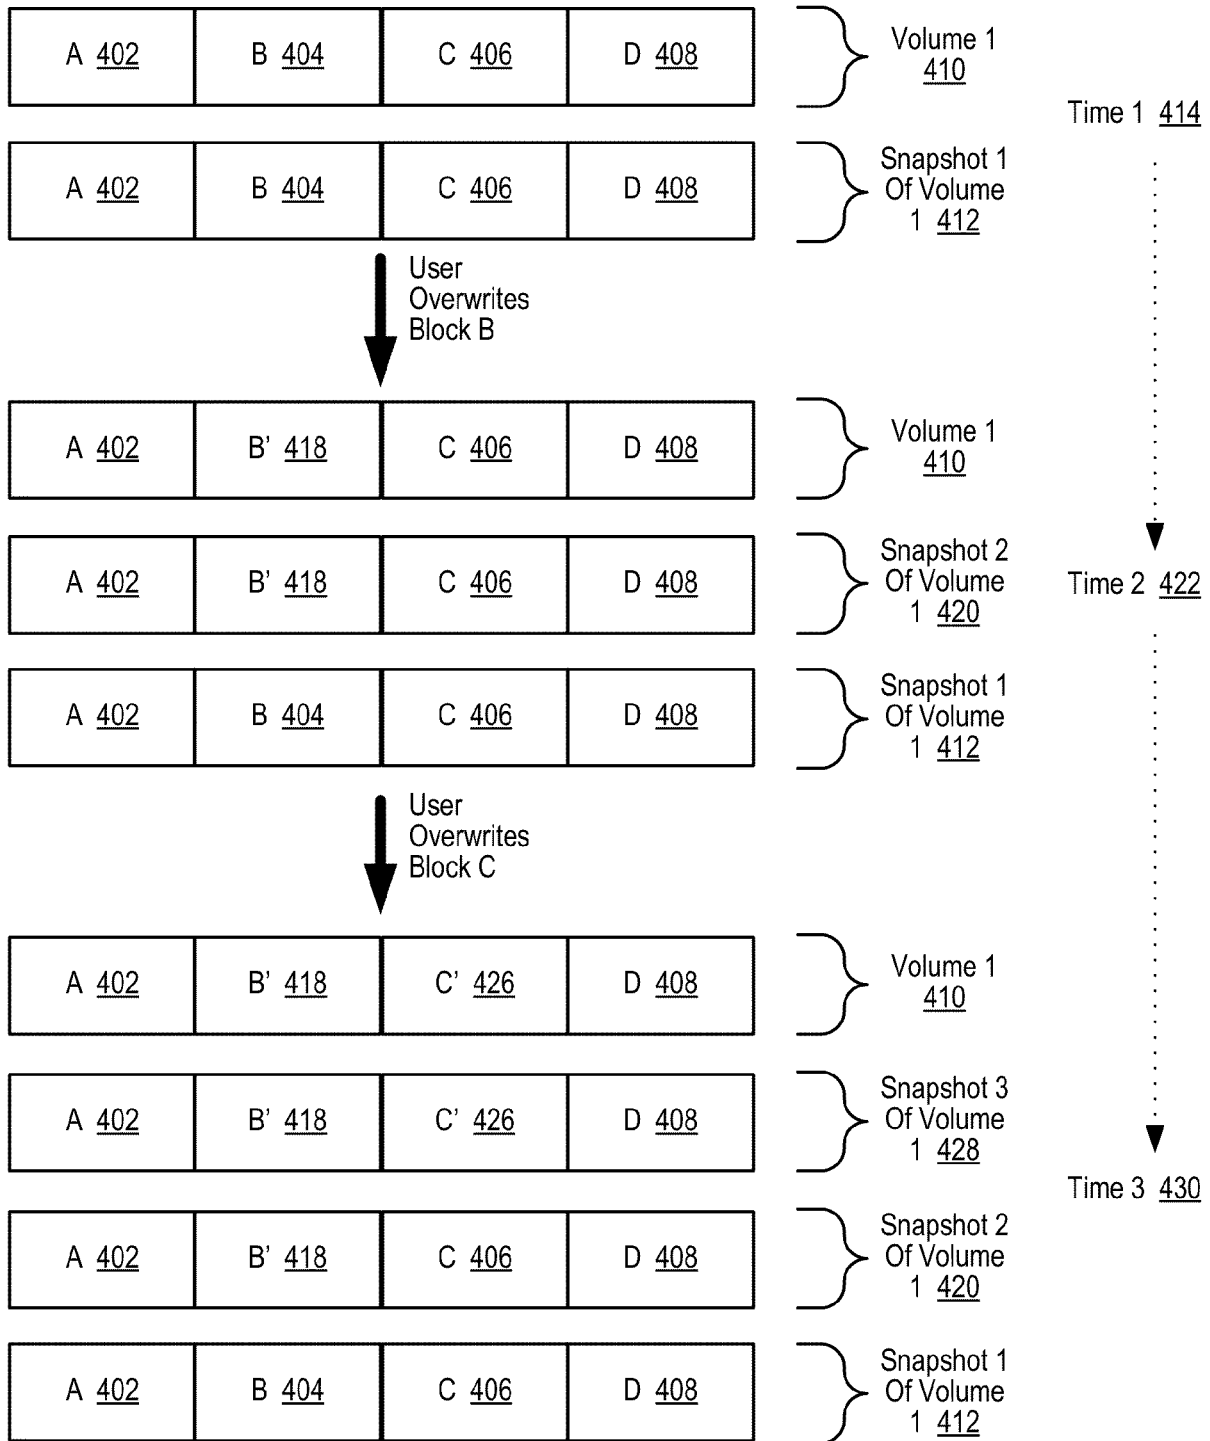 A 402 B 404 C 406 D 408
Volume 1
410
Time 1 414
A 402 B 404 C 406 D 408
Snapshot 1
Of Volume
1 412
User
Overwrites
Block B
A 402 B' 418 C 406 D 408
Volume 1
410
A 402 B' 418 C 406 D 408
Snapshot 2
Of Volume
1 420
Time 2 422
A 402 B 404 C 406 D 408
Snapshot 1
Of Volume
1 412
User
Overwrites
Block C
A 402 B' 418 C' 426 D 408
Volume 1
410
A 402 B' 418 C' 426 D 408
Snapshot 3
Of Volume
1 428
Time 3 430
A 402 B' 418 C 406 D 408
Snapshot 2
Of Volume
1 420
A 402 B 404 C 406 D 408
Snapshot 1
Of Volume
1 412